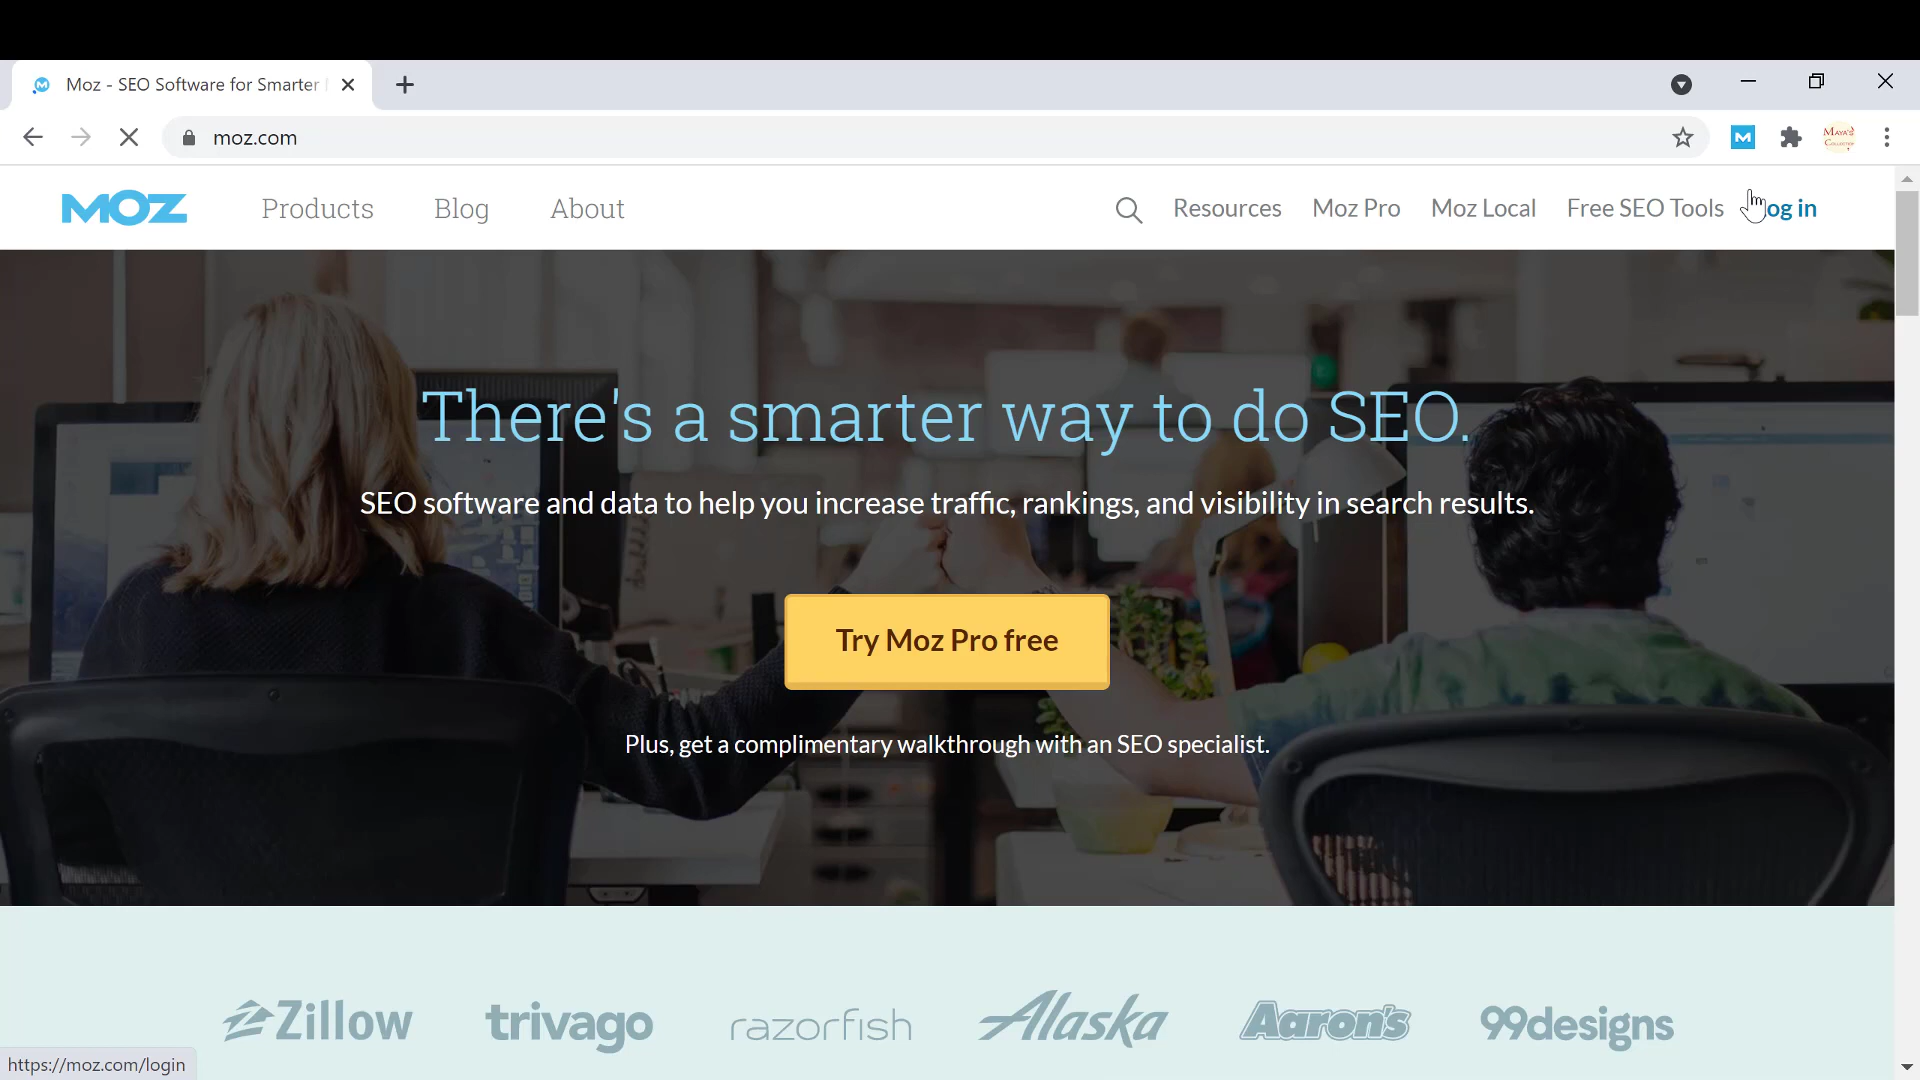 Moz - SEO Software for Smarter
moz.com
MAYA'S
MOZ
Products Blog About
Resources Moz Pro Moz Local Free SEO Tools Log in
There's a smarter way to do SEO.
SEO software and data to help you increase traffic, rankings, and visibility in search results.
Try Moz Pro free
Plus, get a complimentary walkthrough with an SEO specialist.
Zillow trivago razorfish Alaska Aaron's 99designs
https://moz.com/login